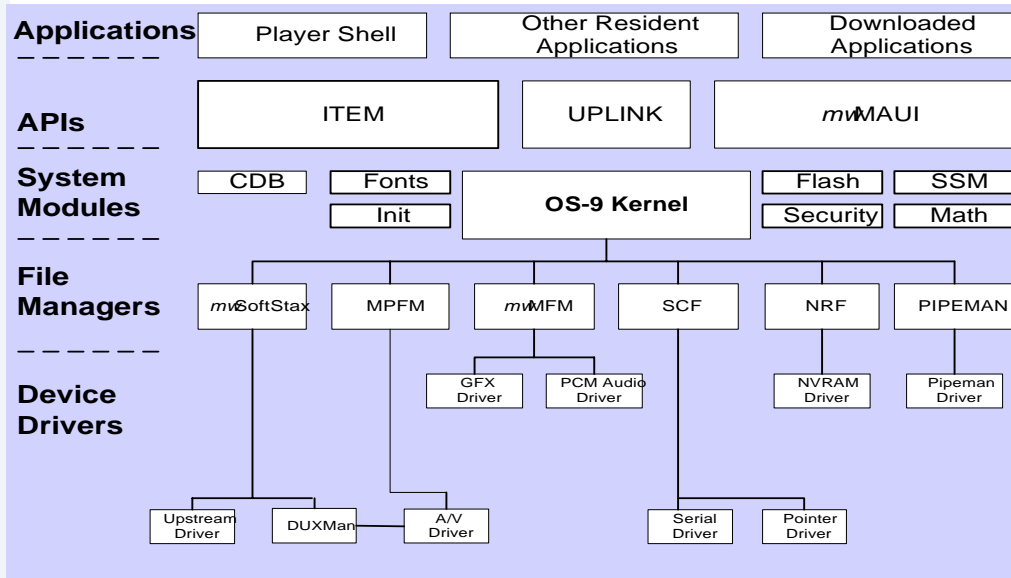 Applications
Player Shell
Other Resident
Applications
Downloaded
Applications
APIs
ITEM
UPLINK
mwMAUI
System
Modules
CDB
Fonts
Init
OS-9 Kernel
Flash
SSM
Security
Math
File
Managers
mwSoftStax
MPFM
mwMFM
SCF
NRF
PIPEMAN
Device
Drivers
GFX
Driver
PCM Audio
Driver
NVRAM
Driver
Pipeman
Driver
Upstream
Driver
DUXMan
A/V
Driver
Serial
Driver
Pointer
Driver